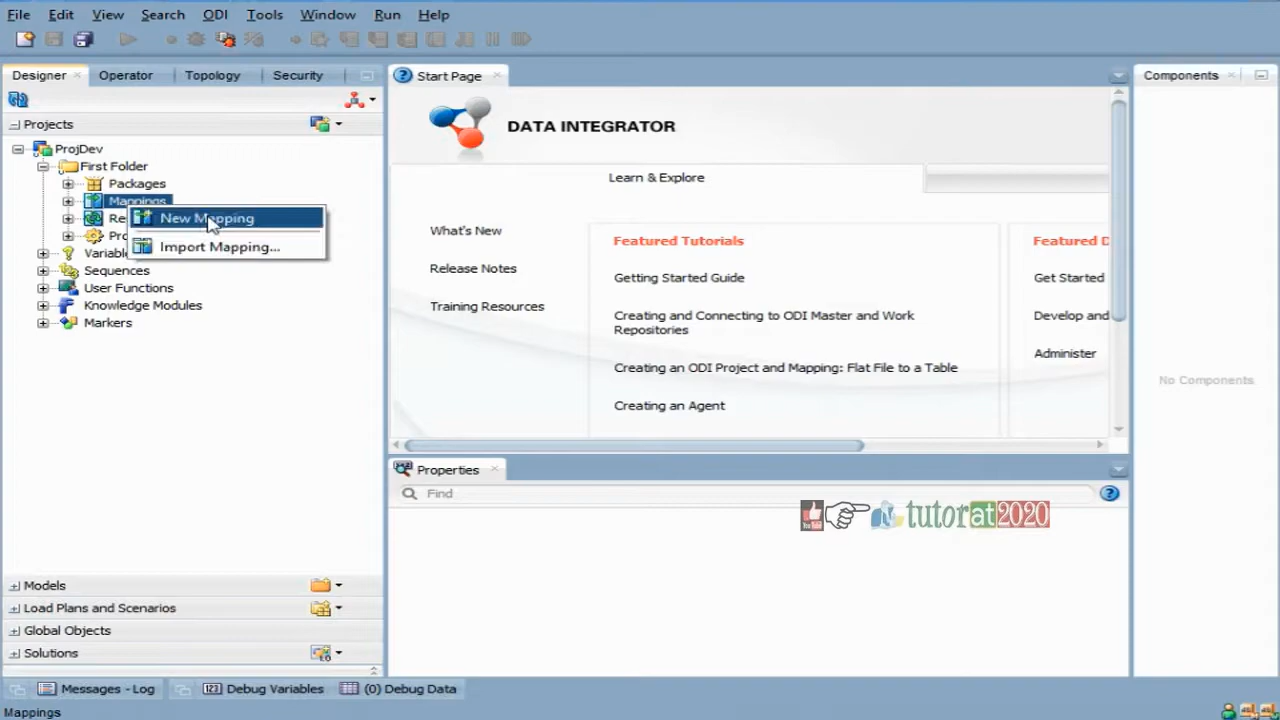 File Edit View Search ODI Tools Window Run Help
Designer Operator Topology Security
Start Page
Components
Projects
ProjDev
First Folder
Packages
Mappings
New Mapping
Import Mapping...
Sequences
User Functions
Knowledge Modules
Markers
DATA INTEGRATOR
Learn & Explore
What's New
Release Notes
Training Resources
Featured Tutorials
Getting Started Guide
Creating and Connecting to ODI Master and Work
Repositories
Creating an ODI Project and Mapping: Flat File to a Table
Creating an Agent
Featured D
Get Started
Develop and
Administer
No Components
Properties
Find
tutorat2020
Models
Load Plans and Scenarios
Global Objects
Solutions
Messages - Log Debug Variables (0) Debug Data
Mappings